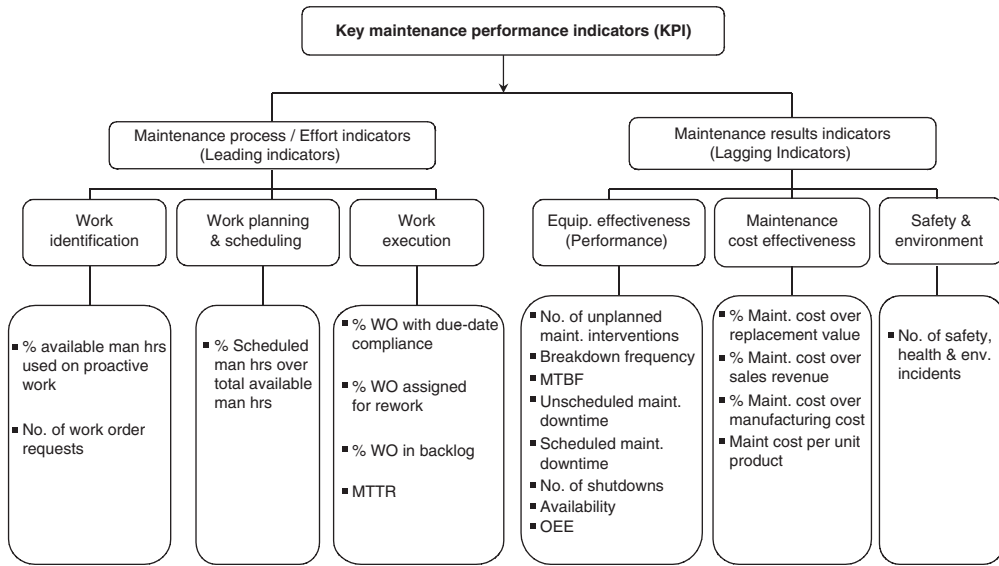 Key maintenance performance indicators (KPI)
Maintenance process / Effort indicators
(Leading indicators)
Maintenance results indicators
(Lagging Indicators)
Work
identification
Work planning
& scheduling
Work
execution
Equip. effectiveness
(Performance)
Maintenance
cost effectiveness
Safety &
environment
% available man hrs
used on proactive
work
No. of work order
requests
% Scheduled
man hrs over
total available
man hrs
% WO with due-date
compliance
% WO assigned
for rework
% WO in backlog
MTTR
No. of unplanned
maint. interventions
Breakdown frequency
MTBF
Unscheduled maint.
downtime
Scheduled maint.
downtime
No. of shutdowns
Availability
OEE
% Maint. cost over
replacement value
% Maint. cost over
sales revenue
% Maint. cost over
manufacturing cost
Maint cost per unit
product
No. of safety,
health & env.
incidents